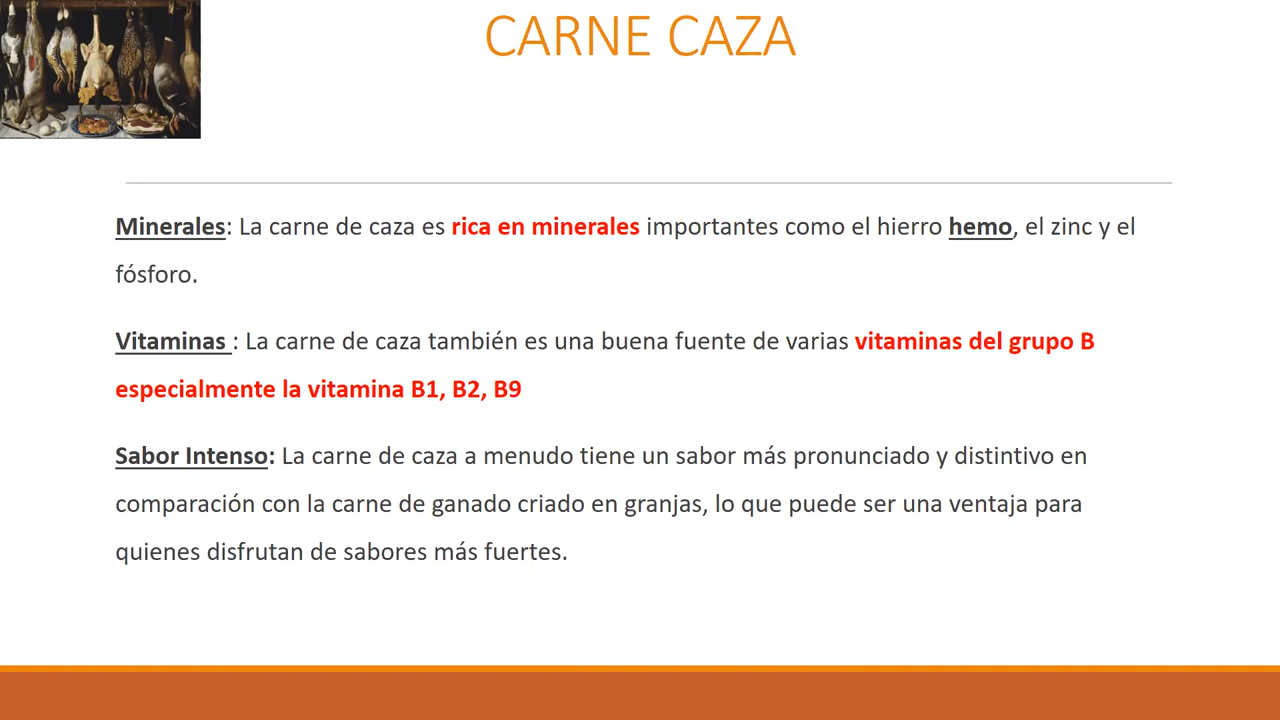 CARNE CAZA
Minerales: La carne de caza es rica en minerales importantes como el hierro hemo, el zinc y el
fósforo.
Vitaminas : La carne de caza también es una buena fuente de varias vitaminas del grupo B
especialmente la vitamina B1, B2, B9
Sabor Intenso: La carne de caza a menudo tiene un sabor más pronunciado y distintivo en
comparación con la carne de ganado criado en granjas, lo que puede ser una ventaja para
quienes disfrutan de sabores más fuertes.